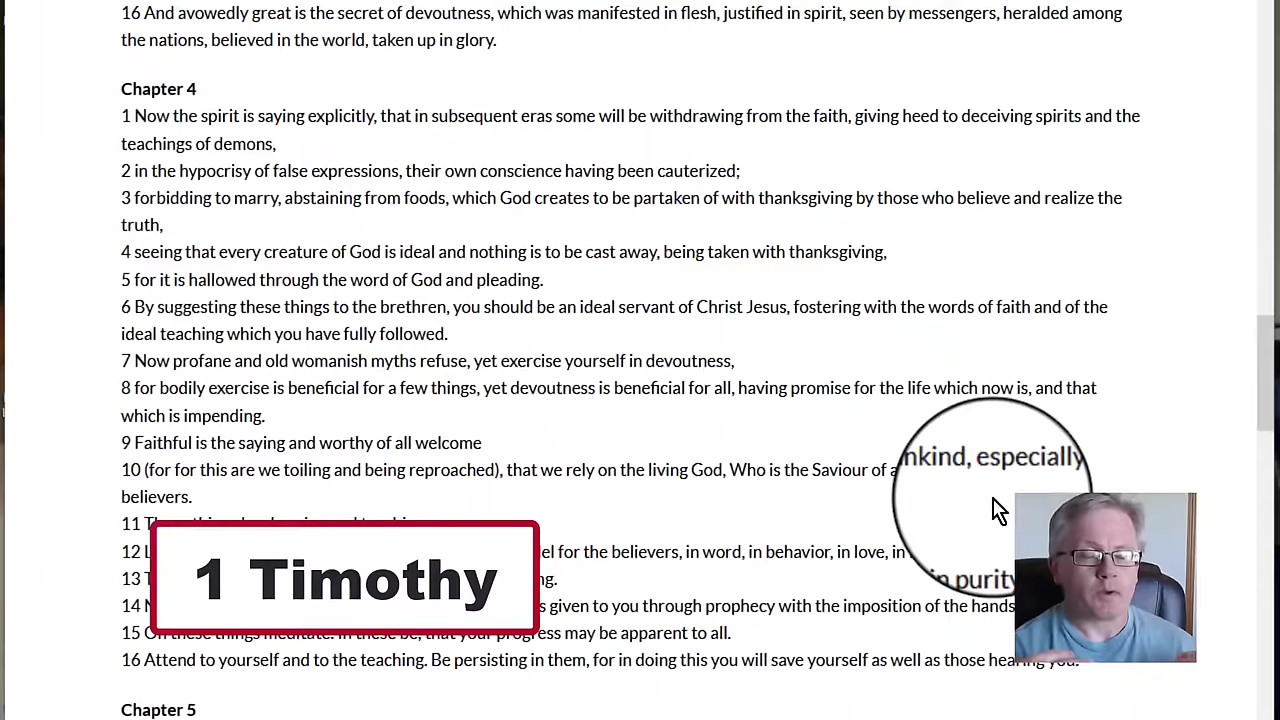 16 And avowedly great is the secret of devoutness, which was manifested in flesh, justified in spirit, seen by messengers, heralded among
the nations, believed in the world, taken up in glory.
Chapter 4
1 Now the spirit is saying explicitly, that in subsequent eras some will be withdrawing from the faith, giving heed to deceiving spirits and the
teachings of demons,
2 in the hypocrisy of false expressions, their own conscience having been cauterized;
3 forbidding to marry, abstaining from foods, which God creates to be partaken of with thanksgiving by those who believe and realize the
truth,
4 seeing that every creature of God is ideal and nothing is to be cast away, being taken with thanksgiving,
5 for it is hallowed through the word of God and pleading.
6 By suggesting these things to the brethren, you should be an ideal servant of Christ Jesus, fostering with the words of faith and of the
ideal teaching which you have fully followed.
7 Now profane and old womanish myths refuse, yet exercise yourself in devoutness,
8 for bodily exercise is beneficial for a few things, yet devoutness is beneficial for all, having promise for the life which now is, and that
which is impending.
9 Faithful is the saying and worthy of all welcome
10 (for for this are we toiling and being reproached), that we rely on the living God, Who is the Saviour of a
nkind, especially
believers.
11
12 el for the believers, in word, in behavior, in love, in
in purity
13 ng.
14 s given to you through prophecy with the imposition of the hands
15 On these things meditate. In these be, that your progress may be apparent to all.
16 Attend to yourself and to the teaching. Be persisting in them, for in doing this you will save yourself as well as those hearing you.
Chapter 5
1 Timothy